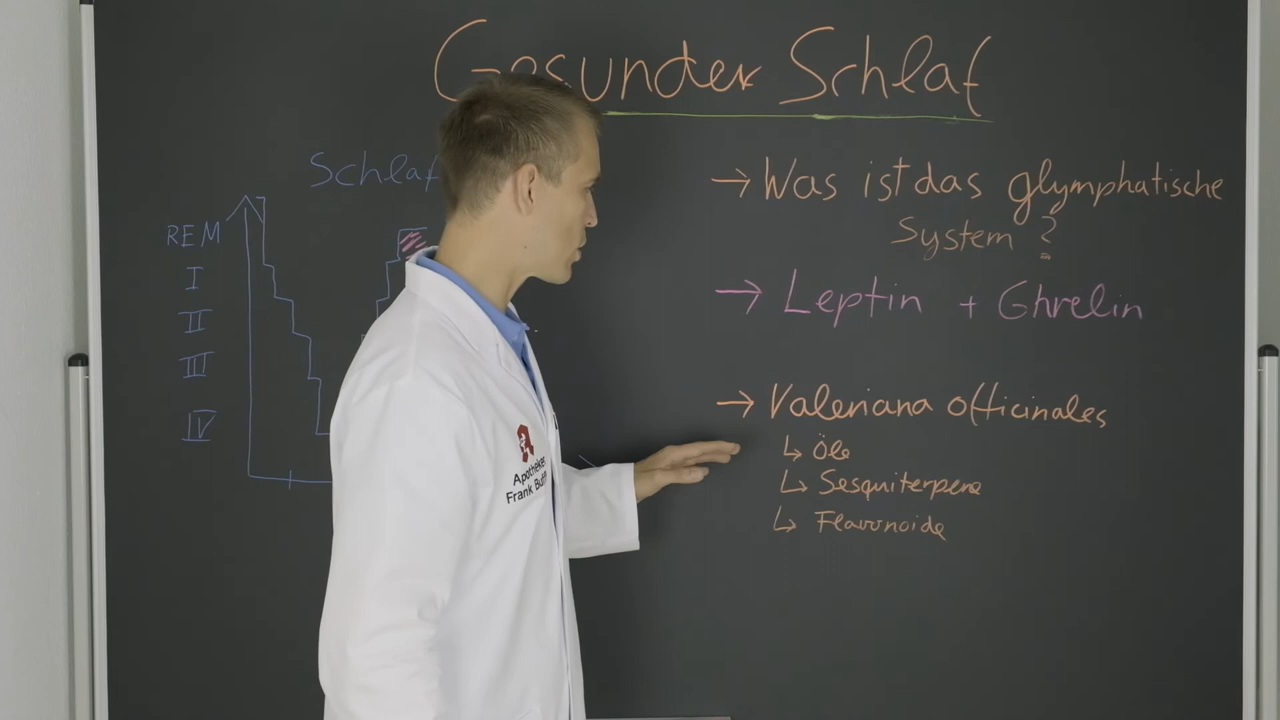 Gesunder Schlaf
Schlaf
REM
I
II
III
IV
→ Was ist das glymphatische
System ?
→ Leptin + Ghrelin
→ Valeriana officinales
↳ Öle
↳ Sesquiterpene
↳ Flavonoide
Apotheker
Frank